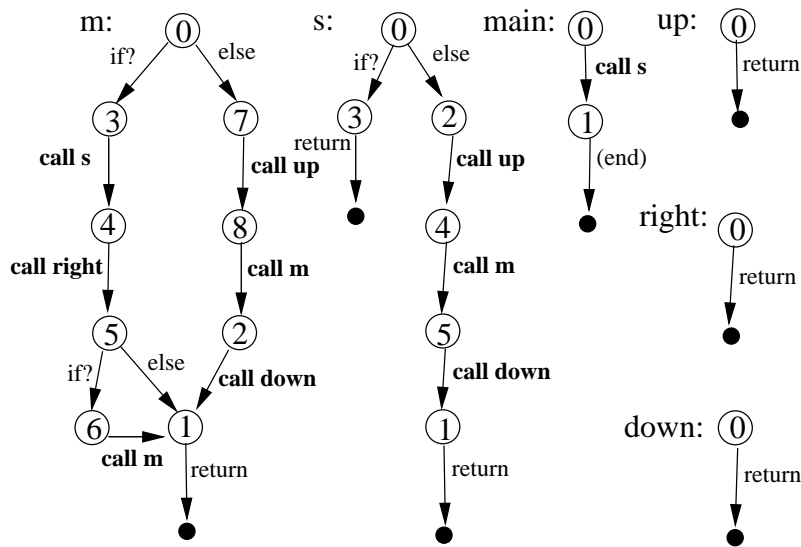 m:
0
if?
else
3
7
call s
call up
4
8
call right
call m
5
2
if?
else
call down
6
1
call m
return
s:
0
if?
else
3
2
return
call up
4
call m
5
call down
1
return
main:
0
call s
1
(end)
up:
0
return
right:
0
return
down:
0
return